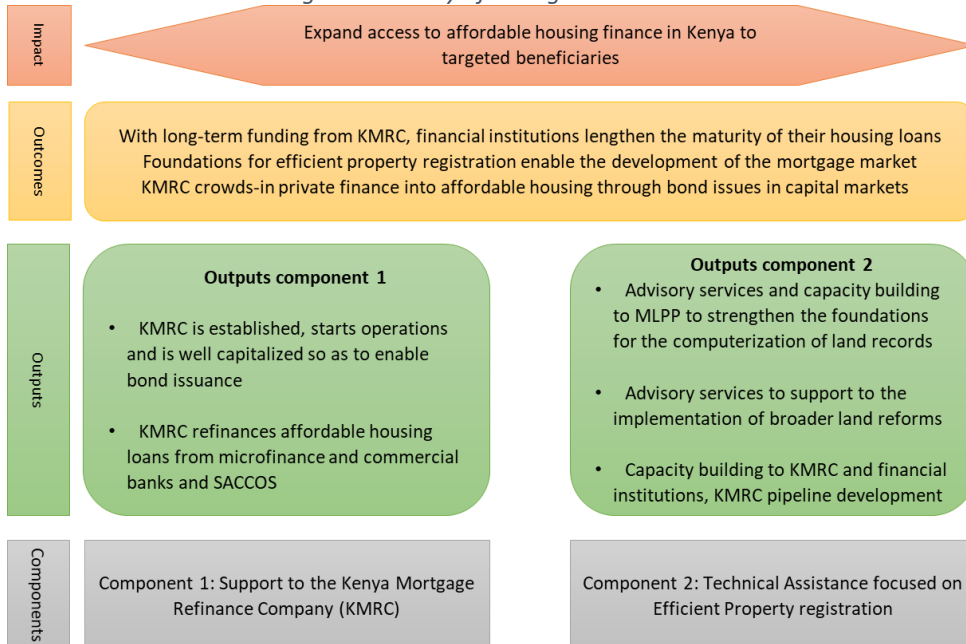 Impact
Expand access to affordable housing finance in Kenya to
targeted beneficiaries
Outcomes
With long-term funding from KMRC, financial institutions lengthen the maturity of their housing loans
Foundations for efficient property registration enable the development of the mortgage market
KMRC crowds-in private finance into affordable housing through bond issues in capital markets
Outputs
Outputs component 1
• KMRC is established, starts operations
and is well capitalized so as to enable
bond issuance
• KMRC refinances affordable housing
loans from microfinance and commercial
banks and SACCOS
Outputs component 2
• Advisory services and capacity building
to MLPP to strengthen the foundations
for the computerization of land records
• Advisory services to support to the
implementation of broader land reforms
• Capacity building to KMRC and financial
institutions, KMRC pipeline development
Components
Component 1: Support to the Kenya Mortgage
Refinance Company (KMRC)
Component 2: Technical Assistance focused on
Efficient Property registration